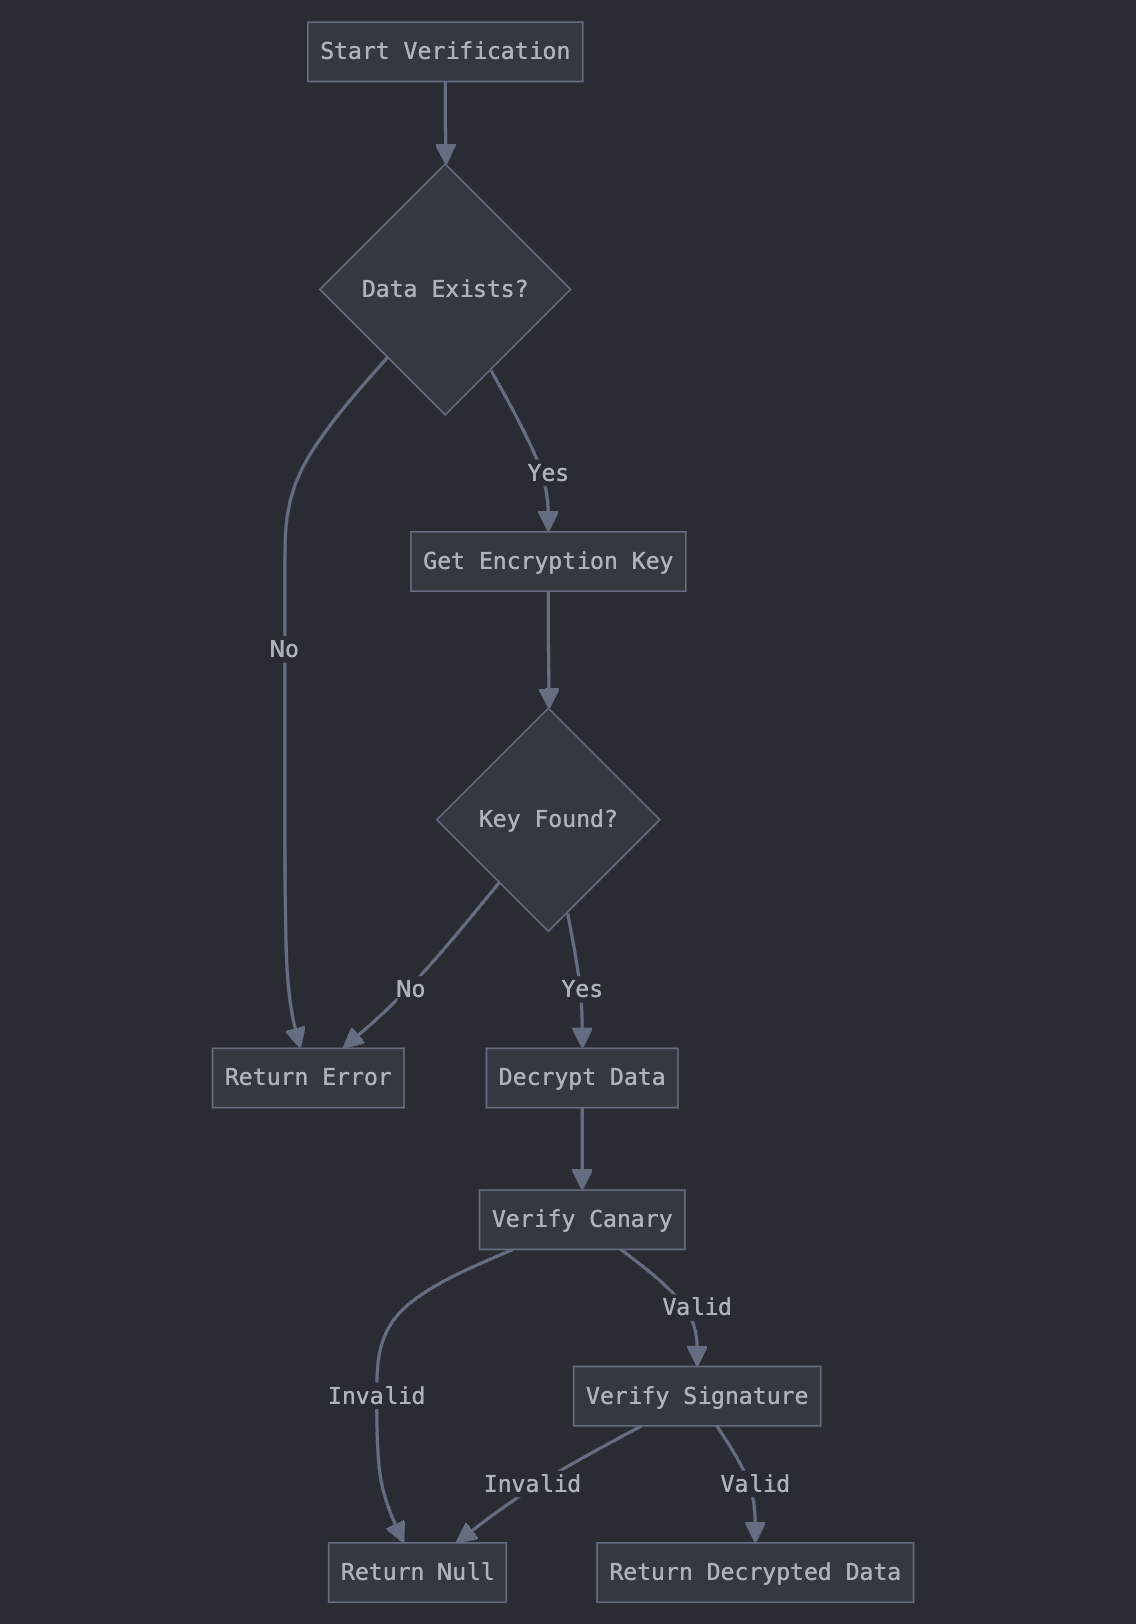 Start Verification
Data Exists?
Yes
Get Encryption Key
No
Key Found?
No
Yes
Return Error
Decrypt Data
Verify Canary
Valid
Invalid
Verify Signature
Invalid
Valid
Return Null
Return Decrypted Data